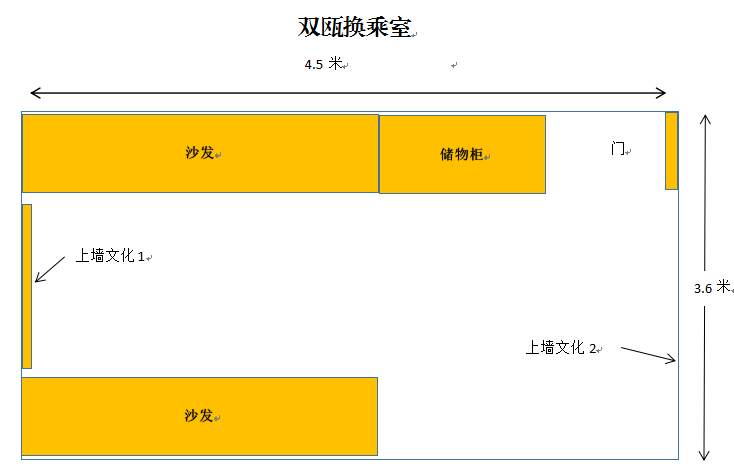 双瓯换乘室
4.5 米
沙发
储物柜
门
上墙文化 1
3.6 米
上墙文化 2
沙发